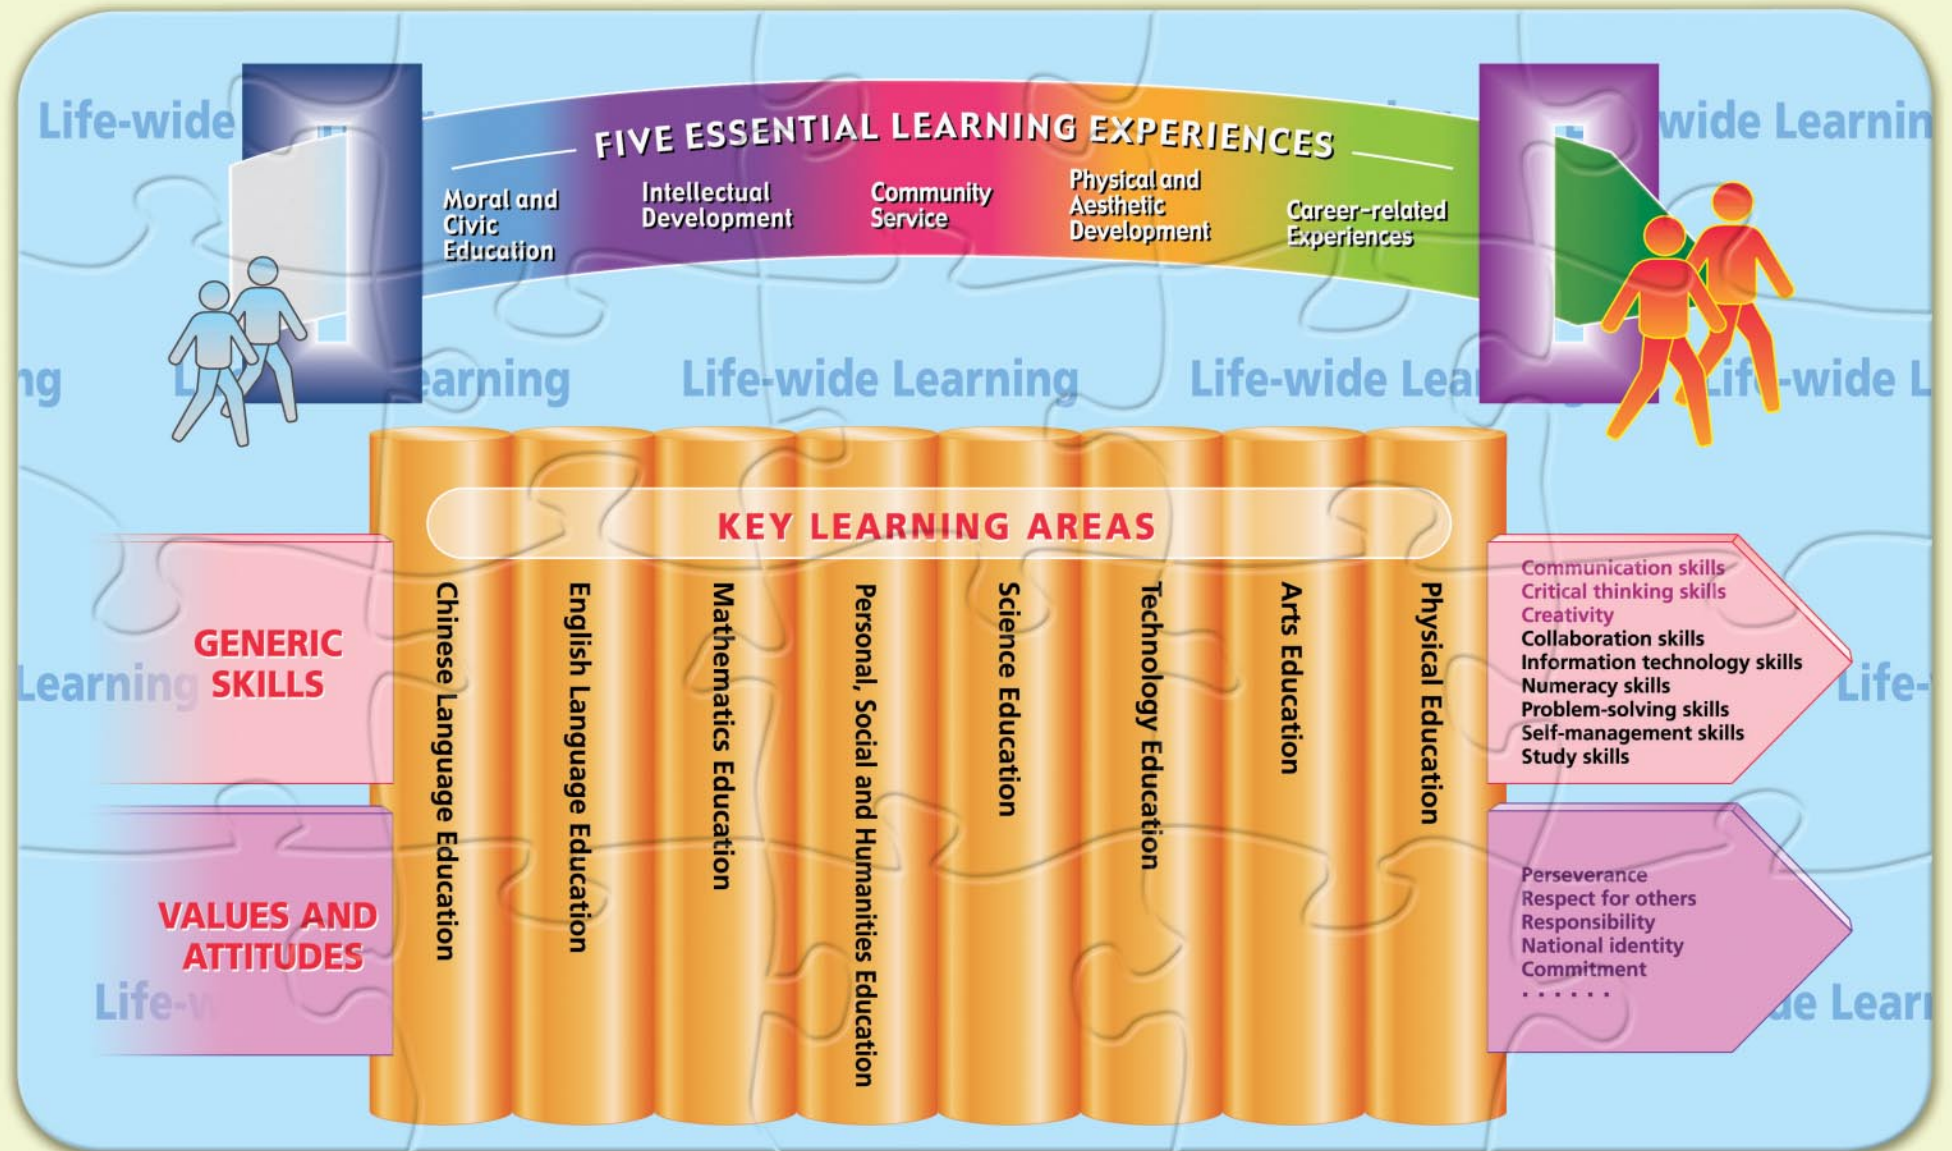 Life-wide
wide Learnin
FIVE ESSENTIAL LEARNING EXPERIENCES
Moral and
Civic
Education
Intellectual
Development
Community
Service
Physical and
Aesthetic
Development
Career-related
Experiences
ng
L earning
Life-wide Learning
Life-wide Lea
Life-wide L
KEY LEARNING AREAS
GENERIC
SKILLS
Learning
VALUES AND
ATTITUDES
Life-w
Chinese Language Education
English Language Education
Mathematics Education
Personal, Social and Humanities Education
Science Education
Technology Education
Arts Education
Physical Education
Communication skills
Critical thinking skills
Creativity
Collaboration skills
Information technology skills
Numeracy skills
Problem-solving skills
Self-management skills
Study skills
Life-
Perseverance
Respect for others
Responsibility
National identity
Commitment
. . . . . .
de Learn